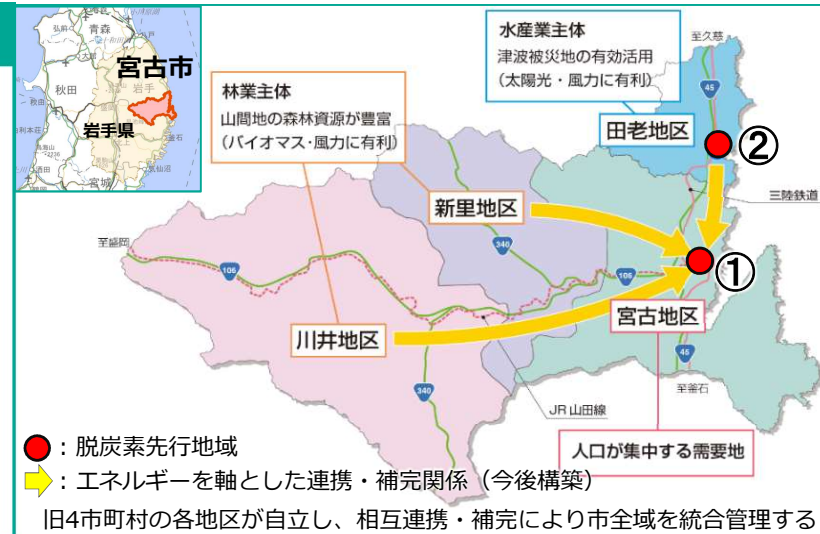 宮古市
岩手県
青森
弘前
秋田
秋田
岩手
宮城
釜石
気仙沼
水産業主体
津波被災地の有効活用
（太陽光・風力に有利）
田老地区
至久慈
45
②
三陸鉄道
林業主体
山間地の森林資源が豊富
（バイオマス・風力に有利）
新里地区
至盛岡
106
340
106
①
川井地区
宮古地区
340
45
至釜石
JR 山田線
人口が集中する需要地
：脱炭素先行地域
：エネルギーを軸とした連携・補完関係（今後構築）
旧4市町村の各地区が自立し、相互連携・補完により市全域を統合管理する